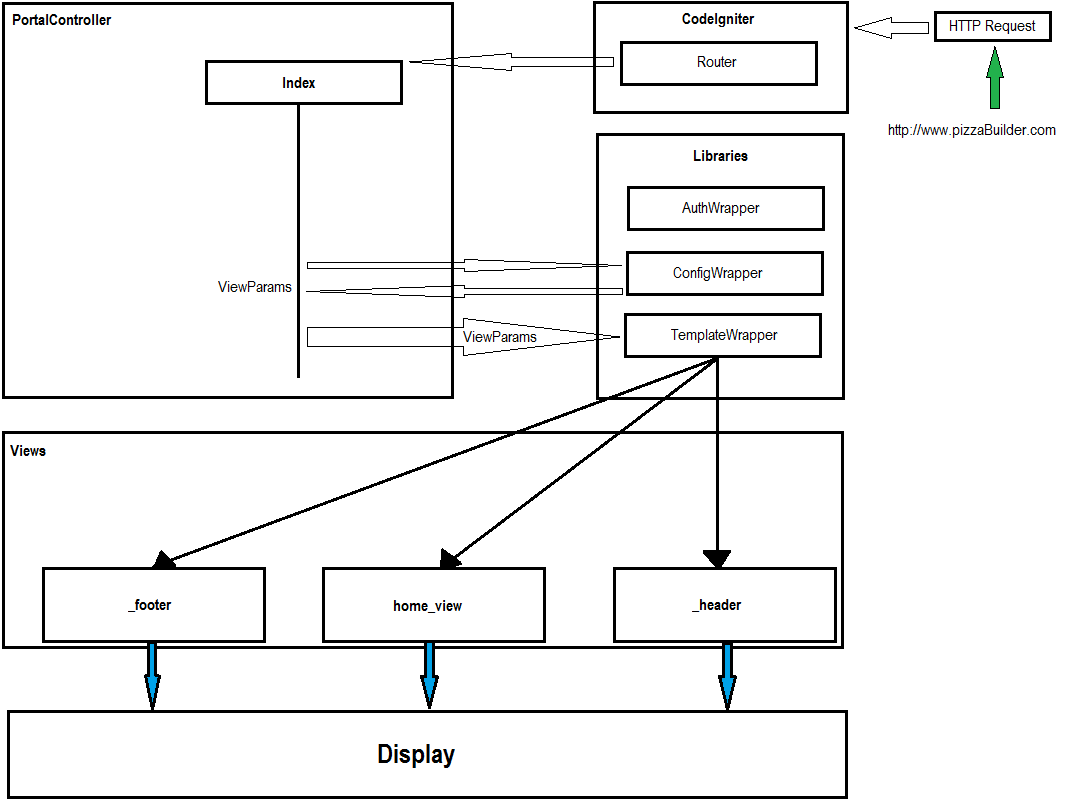 PortalController
CodeIgniter
HTTP Request
Router
Index
http://www.pizzaBuilder.com
Libraries
AuthWrapper
ConfigWrapper
ViewParams
TemplateWrapper
ViewParams
Views
_footer
home_view
_header
Display